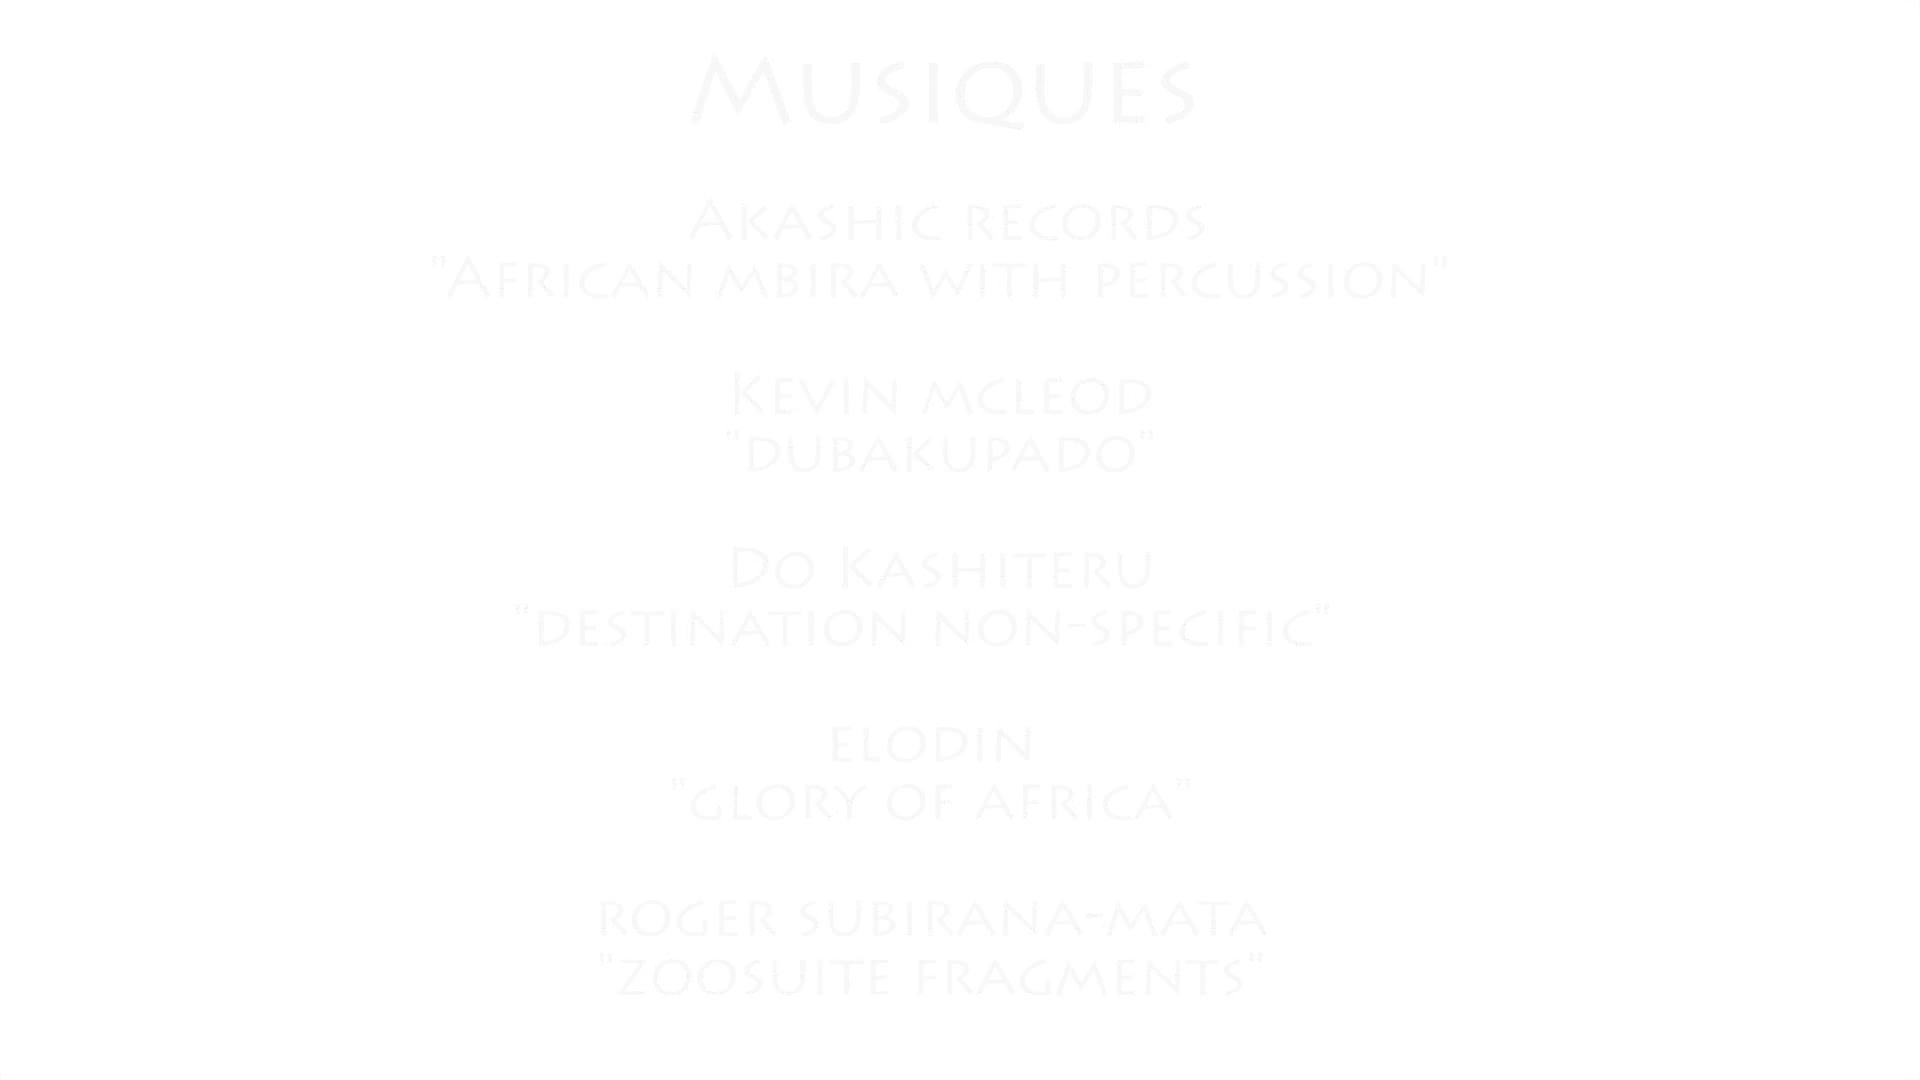 Musiques
Akashic records
"African mbira with percussion"
Kevin mcleod
"dubakupado"
Do Kashiteru
"destination non-specific"
elodin
"glory of africa"
roger subirana-mata
"zoosuite fragments"